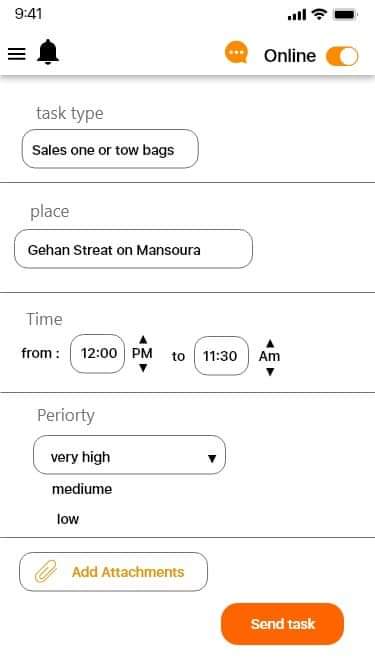 9:41
Online
task type
Sales one or tow bags
place
Gehan Streat on Mansoura
Time
from : 12:00 PM to 11:30 Am
Periorty
very high
mediume
low
Add Attachments
Send task